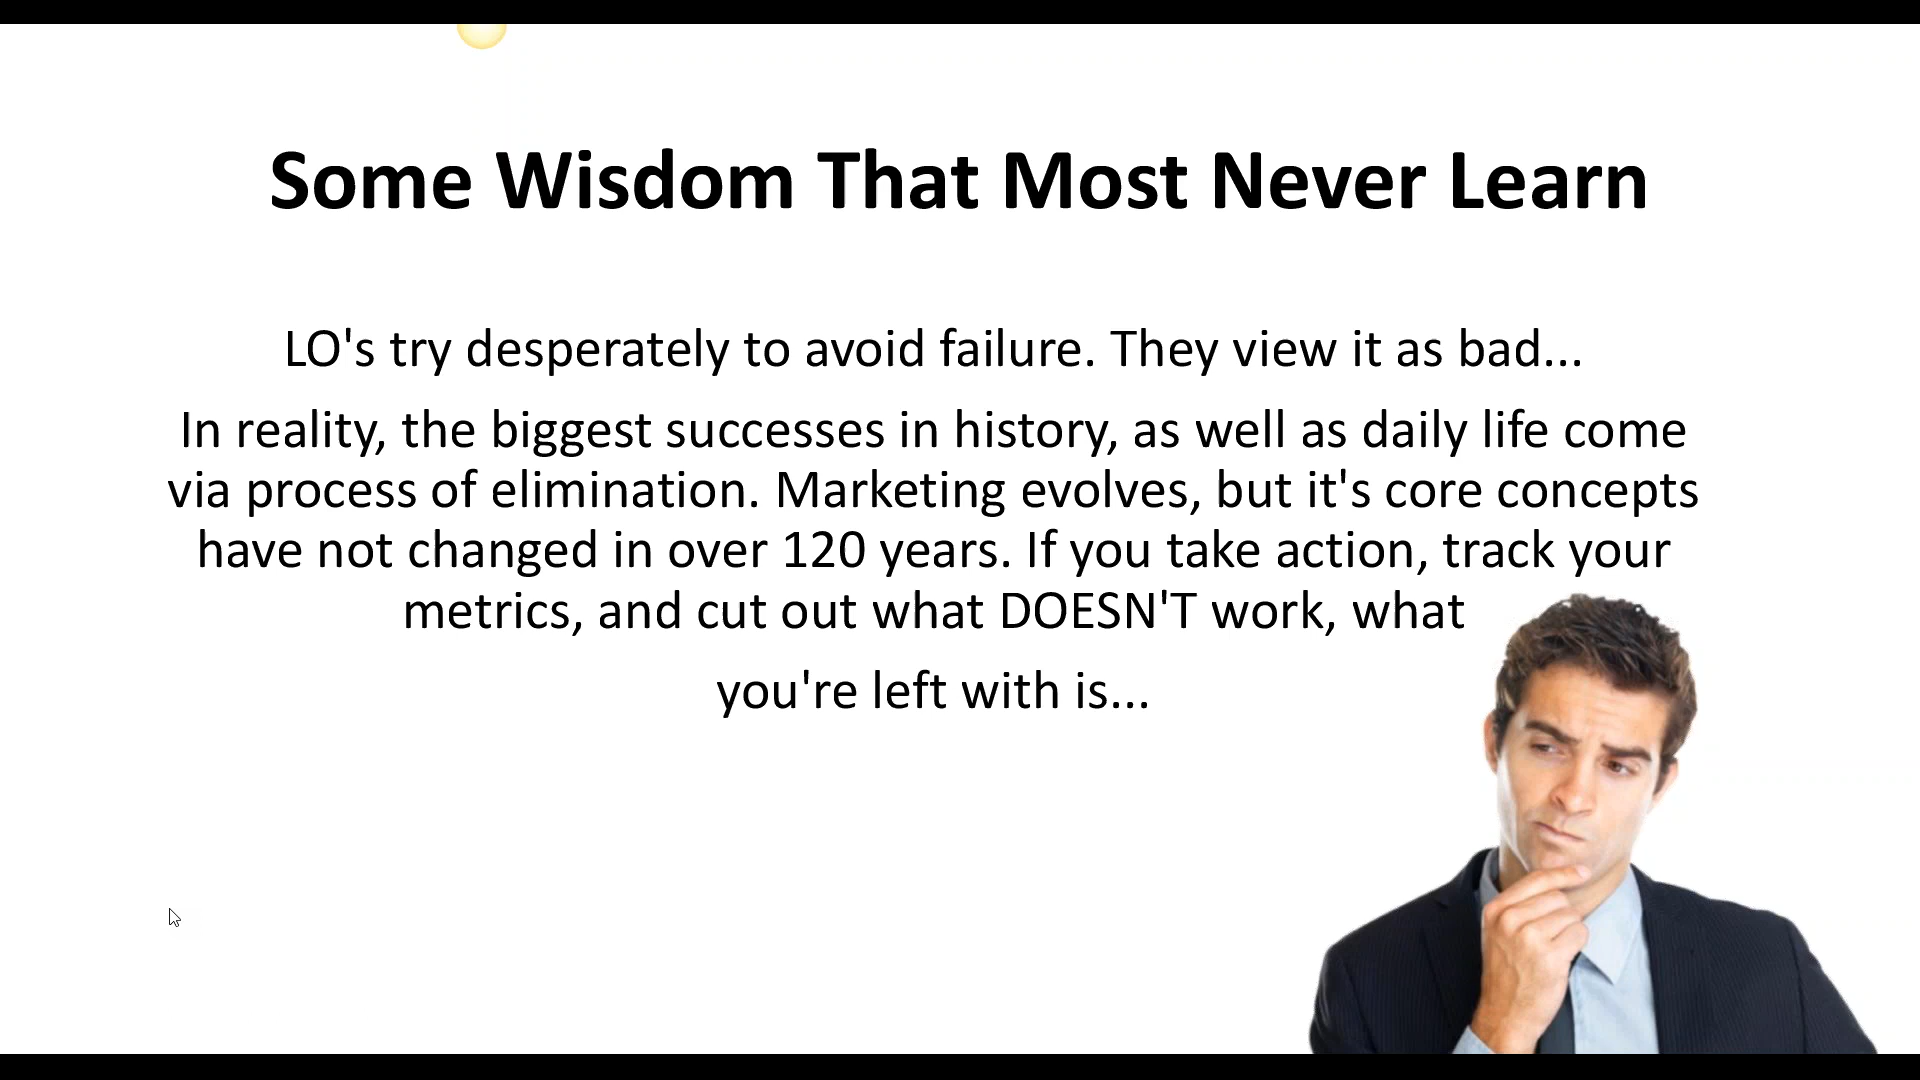 Some Wisdom That Most Never Learn
LO's try desperately to avoid failure. They view it as bad...
In reality, the biggest successes in history, as well as daily life come
via process of elimination. Marketing evolves, but it's core concepts
have not changed in over 120 years. If you take action, track your
metrics, and cut out what DOESN'T work, what
you're left with is...